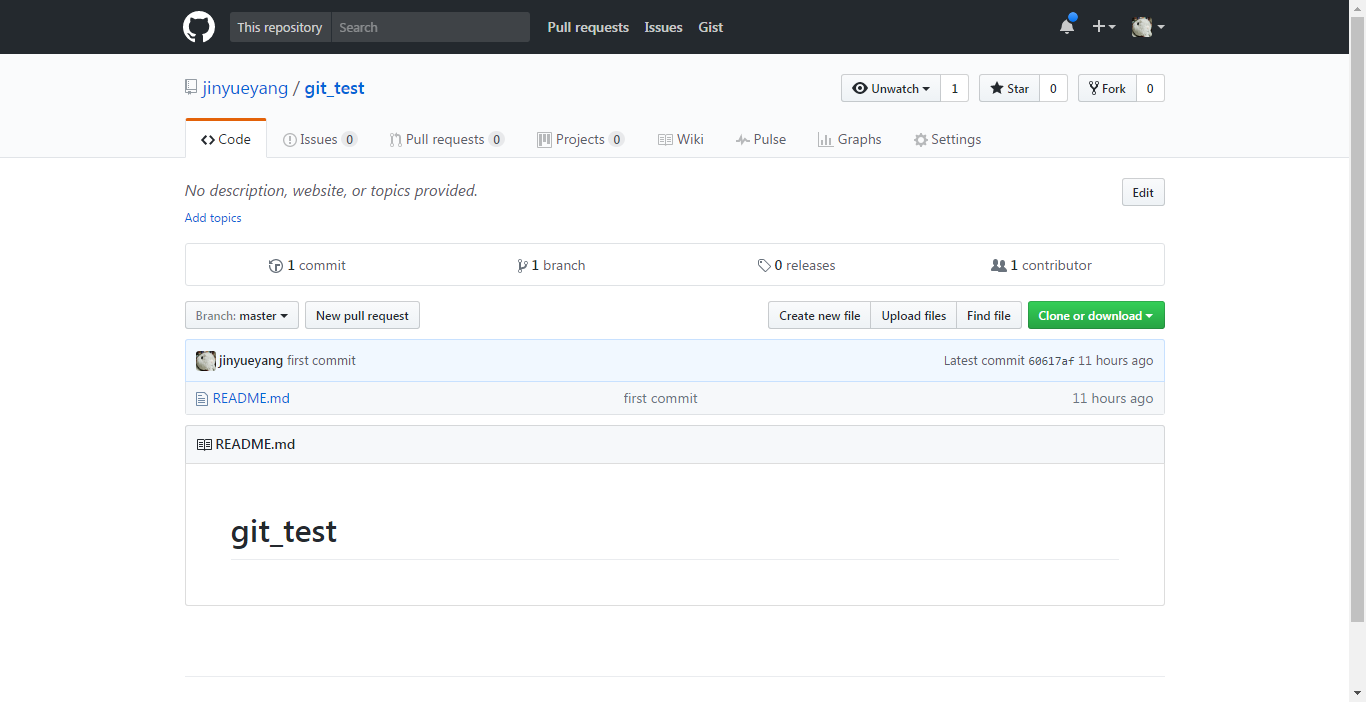 This repository Search Pull requests Issues Gist
jinyueyang / git_test Unwatch 1 Star 0 Fork 0
Code Issues 0 Pull requests 0 Projects 0 Wiki Pulse Graphs Settings
No description, website, or topics provided. Edit
Add topics
1 commit 1 branch 0 releases 1 contributor
Branch: master New pull request Create new file Upload files Find file Clone or download
jinyueyang first commit Latest commit 60617af 11 hours ago
README.md first commit 11 hours ago
README.md
git_test